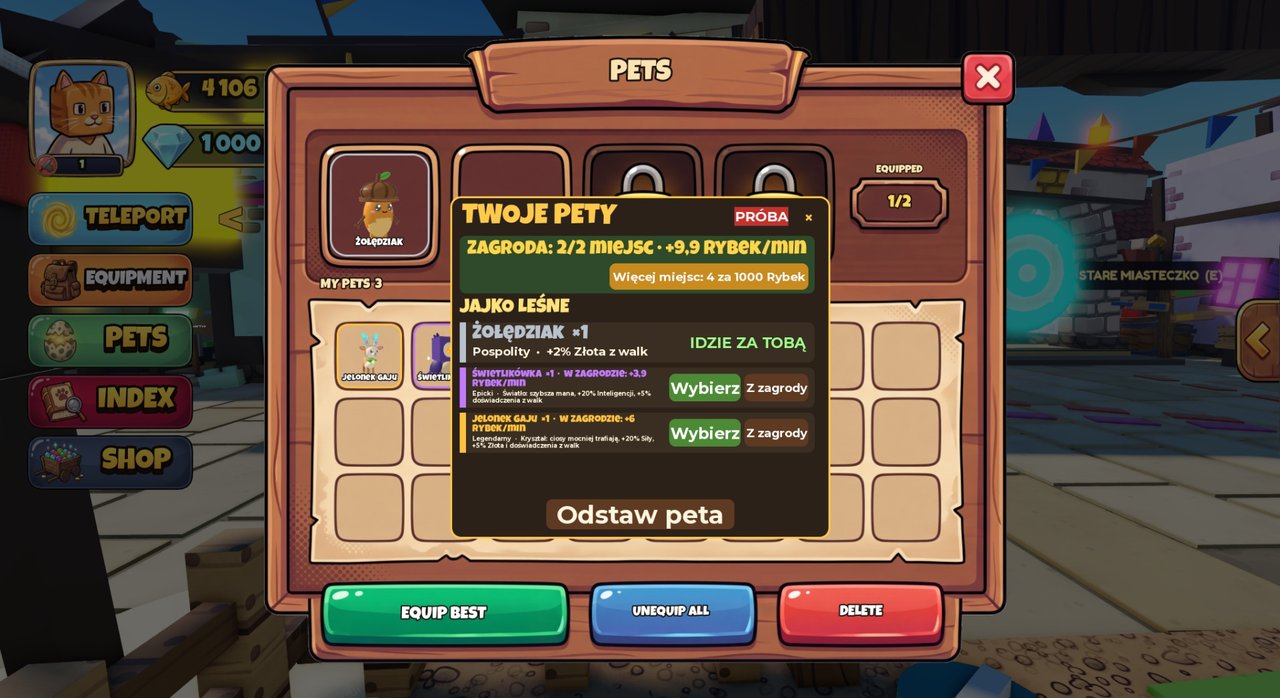 PETS
4106
1000
1
TELEPORT
<
EQUIPMENT
PETS
INDEX
SHOP
ŻOŁĘDZIAK
EQUIPPED
1/2
MY PETS 3
JELONEK GAJU
ŚWIETLIK
TWOJE PETY
PRÓBA
×
ZAGRODA: 2/2 miejsc · +9,9 Rybek/min
Więcej miejsc: 4 za 1000 Rybek
JAJKO LEŚNE
ŻOŁĘDZIAK ×1
Pospolity · +2% Złota z walk
IDZIE ZA TOBĄ
ŚWIETLIKÓWKA ×1 · W ZAGRODZIE: +3,9
RYBEK/MIN
Epicki · Światło: szybsza mana, +20% Inteligencji, +5%
doświadczenia z walk
Wybierz
Z zagrody
JELONEK GAJU ×1 · W ZAGRODZIE: +6
RYBEK/MIN
Legendarny · Kryształ: ciosy mocniej trafiają, +20% Siły,
+5% Złota i doświadczenia z walk
Wybierz
Z zagrody
Odstaw peta
EQUIP BEST
UNEQUIP ALL
DELETE
STARE MIASTECZKO (E)